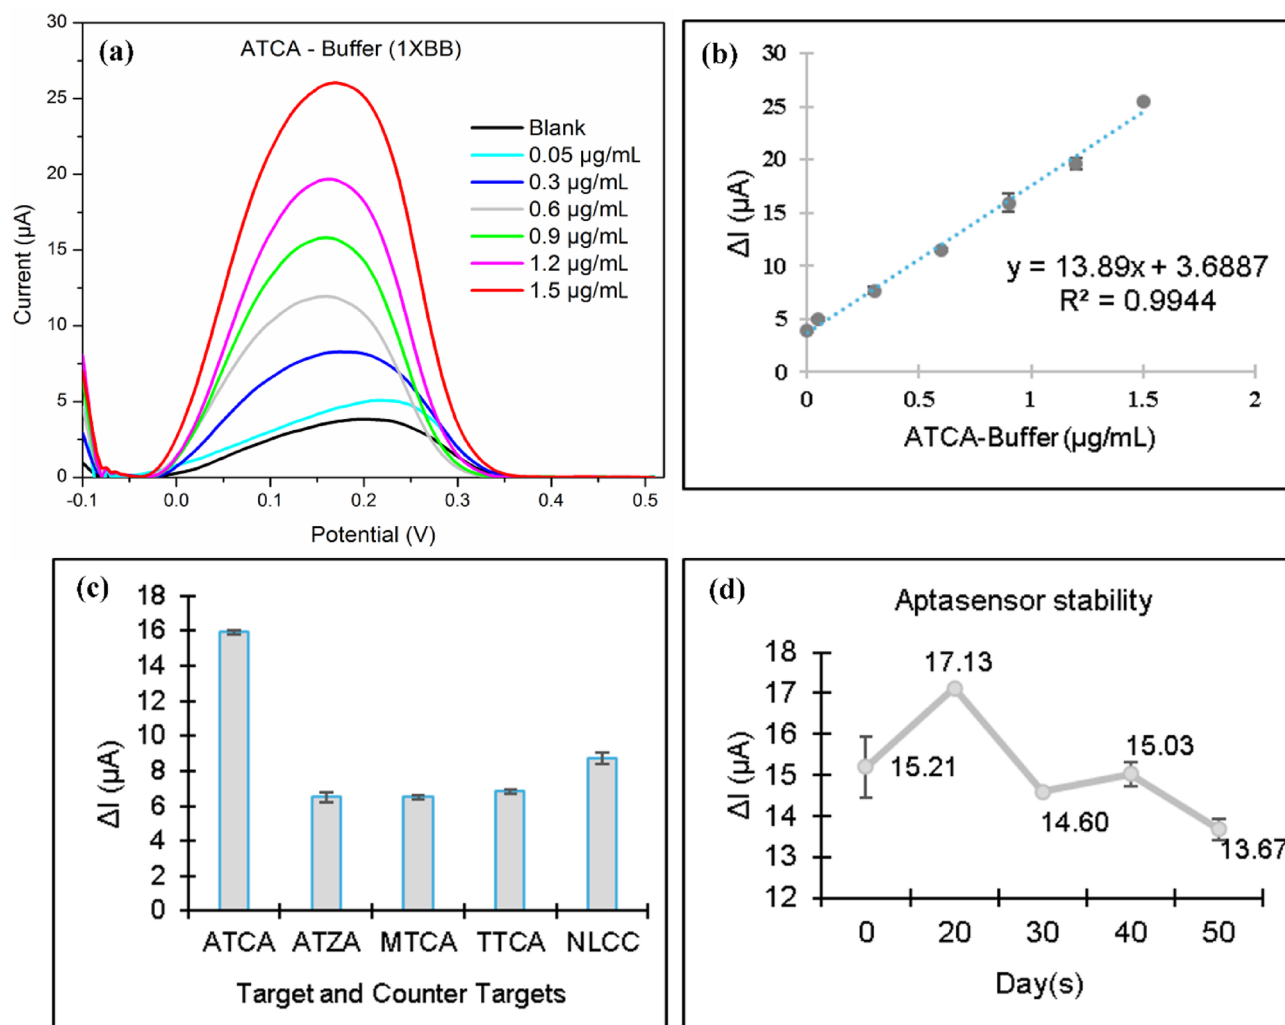 (a)
ATCA - Buffer (1XBB)
30
25
20
15
10
5
0
Current (µA)
Blank
0.05 µg/mL
0.3 µg/mL
0.6 µg/mL
0.9 µg/mL
1.2 µg/mL
1.5 µg/mL
-0.1 0.0 0.1 0.2 0.3 0.4 0.5
Potential (V)
(b)
30
25
20
15
10
5
0
ΔI (µA)
y = 13.89x + 3.6887
R² = 0.9944
0 0.5 1 1.5 2
ATCA-Buffer (µg/mL)
(c)
18
16
14
12
10
8
6
4
2
0
ΔI (µA)
ATCA ATZA MTCA TTCA NLCC
Target and Counter Targets
(d)
Aptasensor stability
18
17
16
15
14
13
12
ΔI (µA)
17.13
15.21
15.03
14.60
13.67
0 20 30 40 50
Day(s)